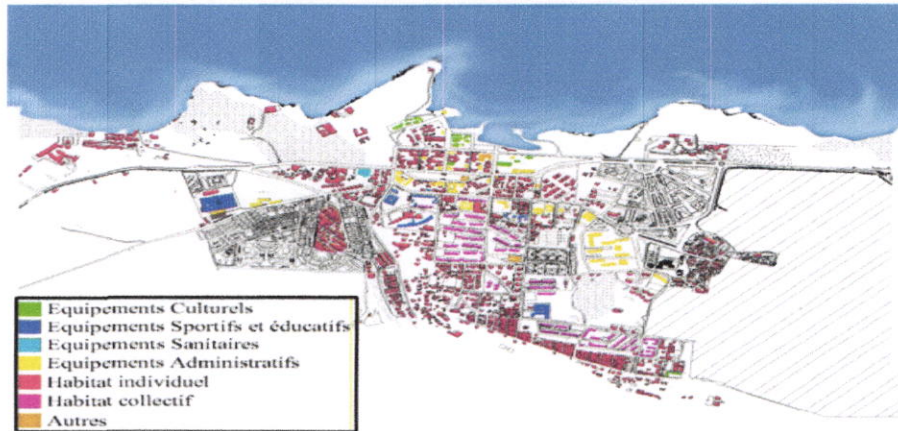 Equipements Culturels
Equipements Sportifs et éducatifs
Equipements Sanitaires
Equipements Administratifs
Habitat individuel
Habitat collectif
Autres